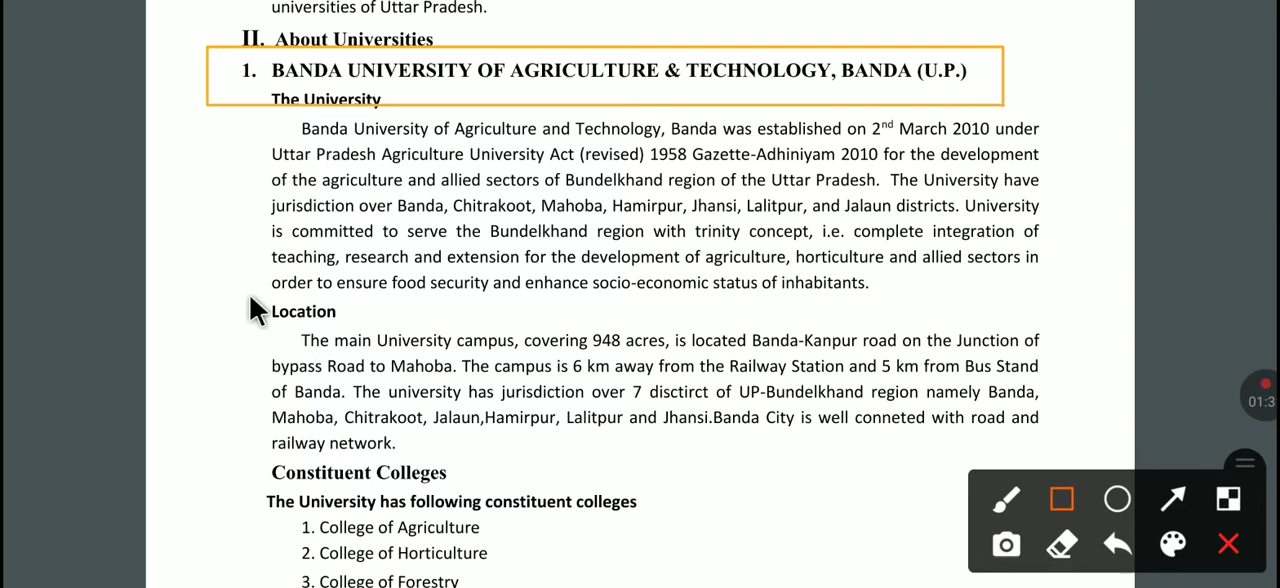 universities of Uttar Pradesh.
II. About Universities
1. BANDA UNIVERSITY OF AGRICULTURE & TECHNOLOGY, BANDA (U.P.)
The University
Banda University of Agriculture and Technology, Banda was established on 2nd March 2010 under
Uttar Pradesh Agriculture University Act (revised) 1958 Gazette-Adhiniyam 2010 for the development
of the agriculture and allied sectors of Bundelkhand region of the Uttar Pradesh. The University have
jurisdiction over Banda, Chitrakoot, Mahoba, Hamirpur, Jhansi, Lalitpur, and Jalaun districts. University
is committed to serve the Bundelkhand region with trinity concept, i.e. complete integration of
teaching, research and extension for the development of agriculture, horticulture and allied sectors in
order to ensure food security and enhance socio-economic status of inhabitants.
Location
The main University campus, covering 948 acres, is located Banda-Kanpur road on the Junction of
bypass Road to Mahoba. The campus is 6 km away from the Railway Station and 5 km from Bus Stand
of Banda. The university has jurisdiction over 7 disctirct of UP-Bundelkhand region namely Banda,
Mahoba, Chitrakoot, Jalaun,Hamirpur, Lalitpur and Jhansi.Banda City is well conneted with road and
railway network.
Constituent Colleges
The University has following constituent colleges
1. College of Agriculture
2. College of Horticulture
3. College of Forestry
01:3